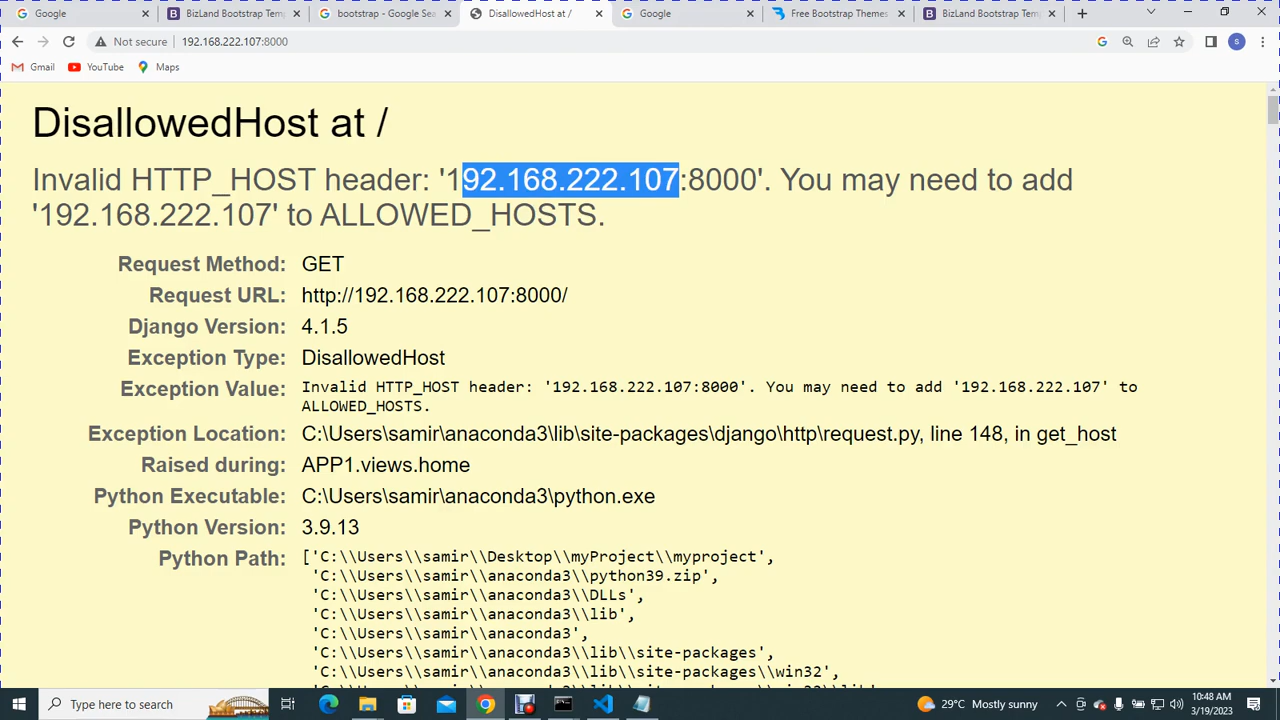 Google
BizLand Bootstrap Temp
bootstrap - Google Sea
DisallowedHost at /
Google
Free Bootstrap Themes
BizLand Bootstrap Temp
Not secure 192.168.222.107:8000
S
Gmail YouTube Maps
DisallowedHost at /
Invalid HTTP_HOST header: '192.168.222.107:8000'. You may need to add
'192.168.222.107' to ALLOWED_HOSTS.
Request Method: GET
Request URL: http://192.168.222.107:8000/
Django Version: 4.1.5
Exception Type: DisallowedHost
Exception Value: Invalid HTTP_HOST header: '192.168.222.107:8000'. You may need to add '192.168.222.107' to
ALLOWED_HOSTS.
Exception Location: C:\Users\samir\anaconda3\lib\site-packages\django\http\request.py, line 148, in get_host
Raised during: APP1.views.home
Python Executable: C:\Users\samir\anaconda3\python.exe
Python Version: 3.9.13
Python Path: ['C:\\Users\\samir\\Desktop\\myProject\\myproject',
'C:\\Users\\samir\\anaconda3\\python39.zip',
'C:\\Users\\samir\\anaconda3\\DLLs',
'C:\\Users\\samir\\anaconda3\\lib',
'C:\\Users\\samir\\anaconda3',
'C:\\Users\\samir\\anaconda3\\lib\\site-packages',
'C:\\Users\\samir\\anaconda3\\lib\\site-packages\\win32',
Type here to search
29°C Mostly sunny
10:48 AM
3/19/2023